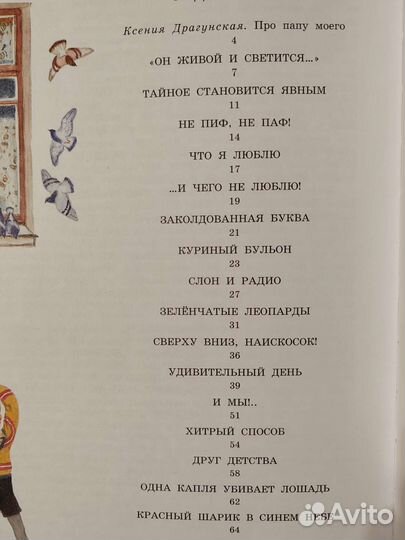 Ксения Драгунская. Про папу моего
4
«ОН ЖИВОЙ И СВЕТИТСЯ...»
7
ТАЙНОЕ СТАНОВИТСЯ ЯВНЫМ
11
НЕ ПИФ, НЕ ПАФ!
14
ЧТО Я ЛЮБЛЮ
17
...И ЧЕГО НЕ ЛЮБЛЮ!
19
ЗАКОЛДОВАННАЯ БУКВА
21
КУРИНЫЙ БУЛЬОН
23
СЛОН И РАДИО
27
ЗЕЛЁНЧАТЫЕ ЛЕОПАРДЫ
31
СВЕРХУ ВНИЗ, НАИСКОСОК!
36
УДИВИТЕЛЬНЫЙ ДЕНЬ
39
И МЫ!..
51
ХИТРЫЙ СПОСОБ
54
ДРУГ ДЕТСТВА
58
ОДНА КАПЛЯ УБИВАЕТ ЛОШАДЬ
62
КРАСНЫЙ ШАРИК В СИНЕМ НЕБЕ
64
Avito